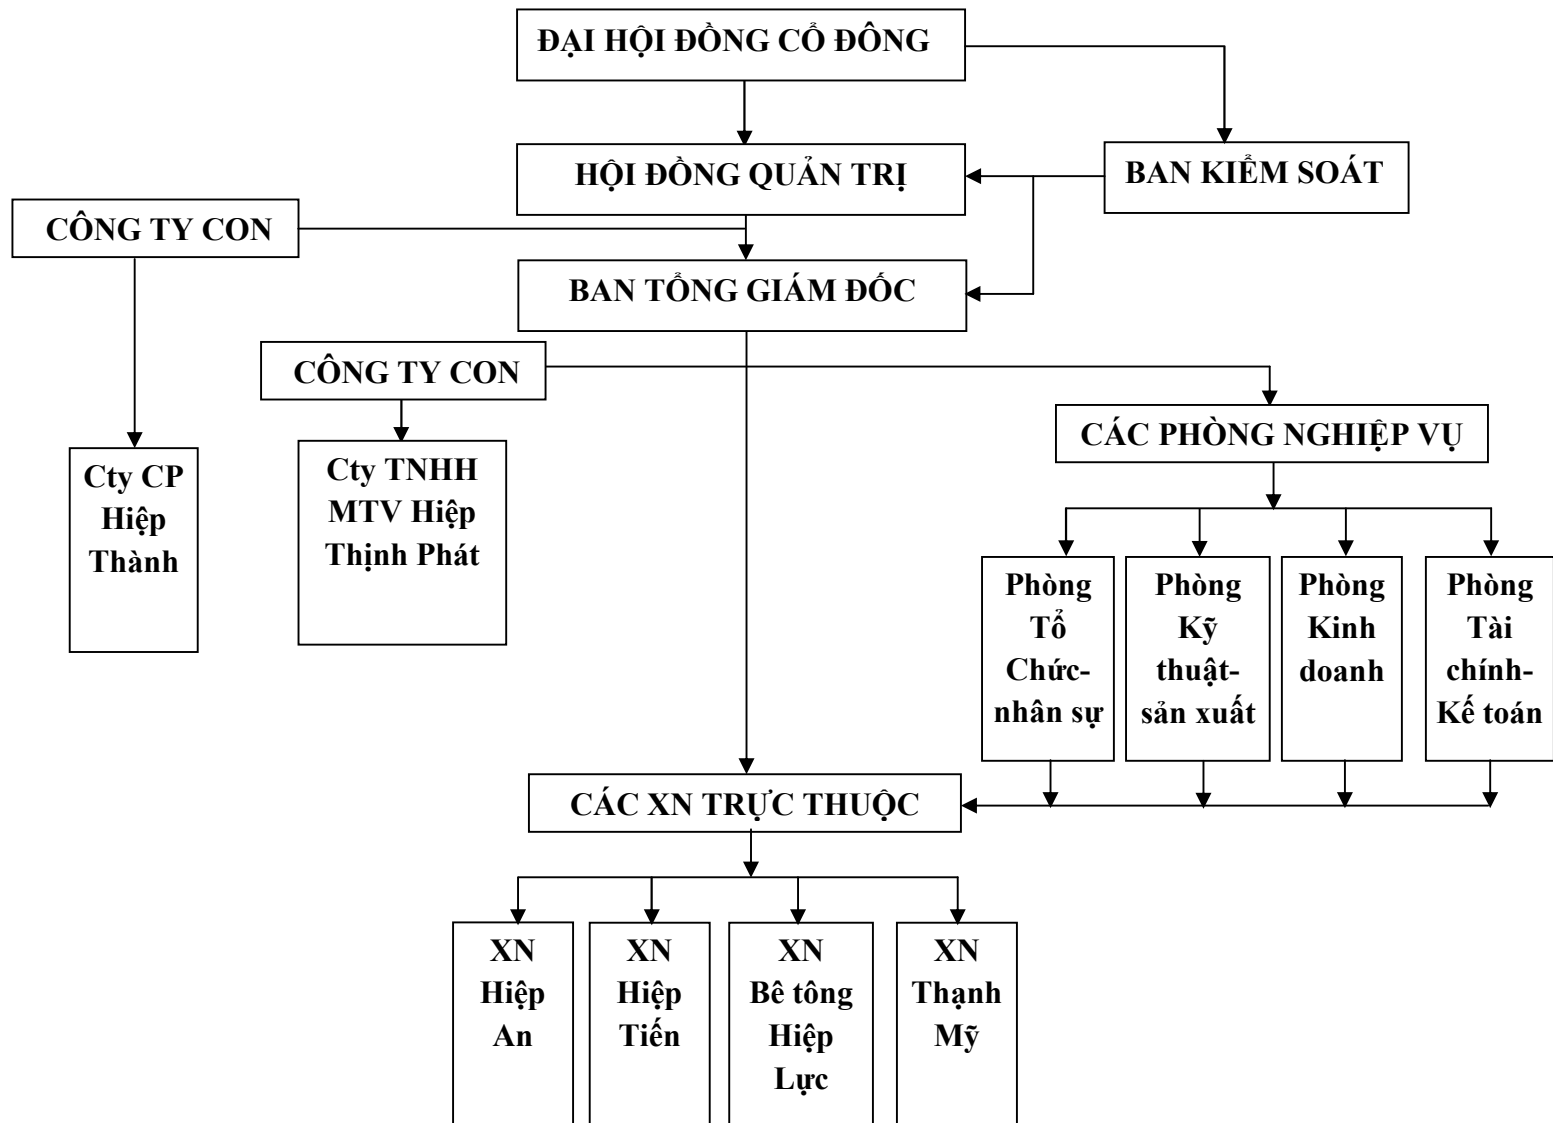 ĐẠI HỘI ĐỒNG CỔ ĐÔNG
HỘI ĐỒNG QUẢN TRỊ
BAN KIỂM SOÁT
CÔNG TY CON
BAN TỔNG GIÁM ĐỐC
CÔNG TY CON
CÁC PHÒNG NGHIỆP VỤ
Cty CP
Hiệp
Thành
Cty TNHH
MTV Hiệp
Thịnh Phát
Phòng
Tổ
Chức-
nhân sự
Phòng
Kỹ
thuật-
sản xuất
Phòng
Kinh
doanh
Phòng
Tài
chính-
Kế toán
CÁC XN TRỰC THUỘC
XN
Hiệp
An
XN
Hiệp
Tiến
XN
Bê tông
Hiệp
Lực
XN
Thạnh
Mỹ